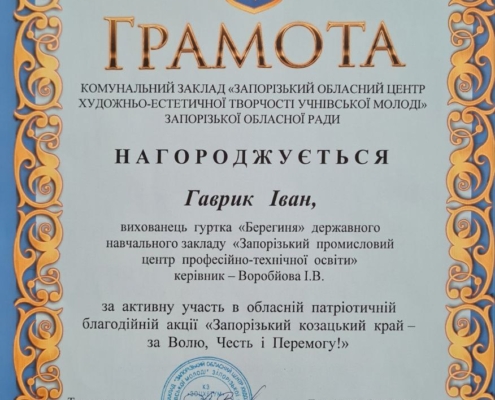 ГРАМОТА
КОМУНАЛЬНИЙ ЗАКЛАД «ЗАПОРІЗЬКИЙ ОБЛАСНИЙ ЦЕНТР
ХУДОЖНЬО-ЕСТЕТИЧНОЇ ТВОРЧОСТІ УЧНІВСЬКОЇ МОЛОДІ»
ЗАПОРІЗЬКОЇ ОБЛАСНОЇ РАДИ
НАГОРОДЖУЄТЬСЯ
Гаврик Іван,
вихованець гуртка «Берегиня» державного
навчального закладу «Запорізький промисловий
центр професійно-технічної освіти»
керівник – Воробйова І.В.
за активну участь в обласній патріотичній
благодійній акції «Запорізький козацький край –
за Волю, Честь і Перемогу!»